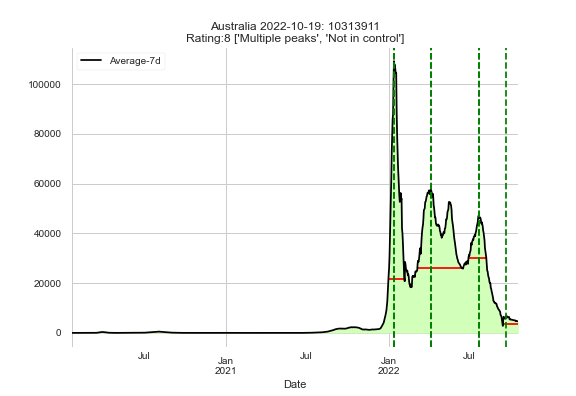 Australia 2022-10-19: 10313911
Rating:8 ['Multiple peaks', 'Not in control']
Average-7d
100000
80000
60000
40000
20000
0
Jul
Jan
2021
Jul
Jan
2022
Jul
Date